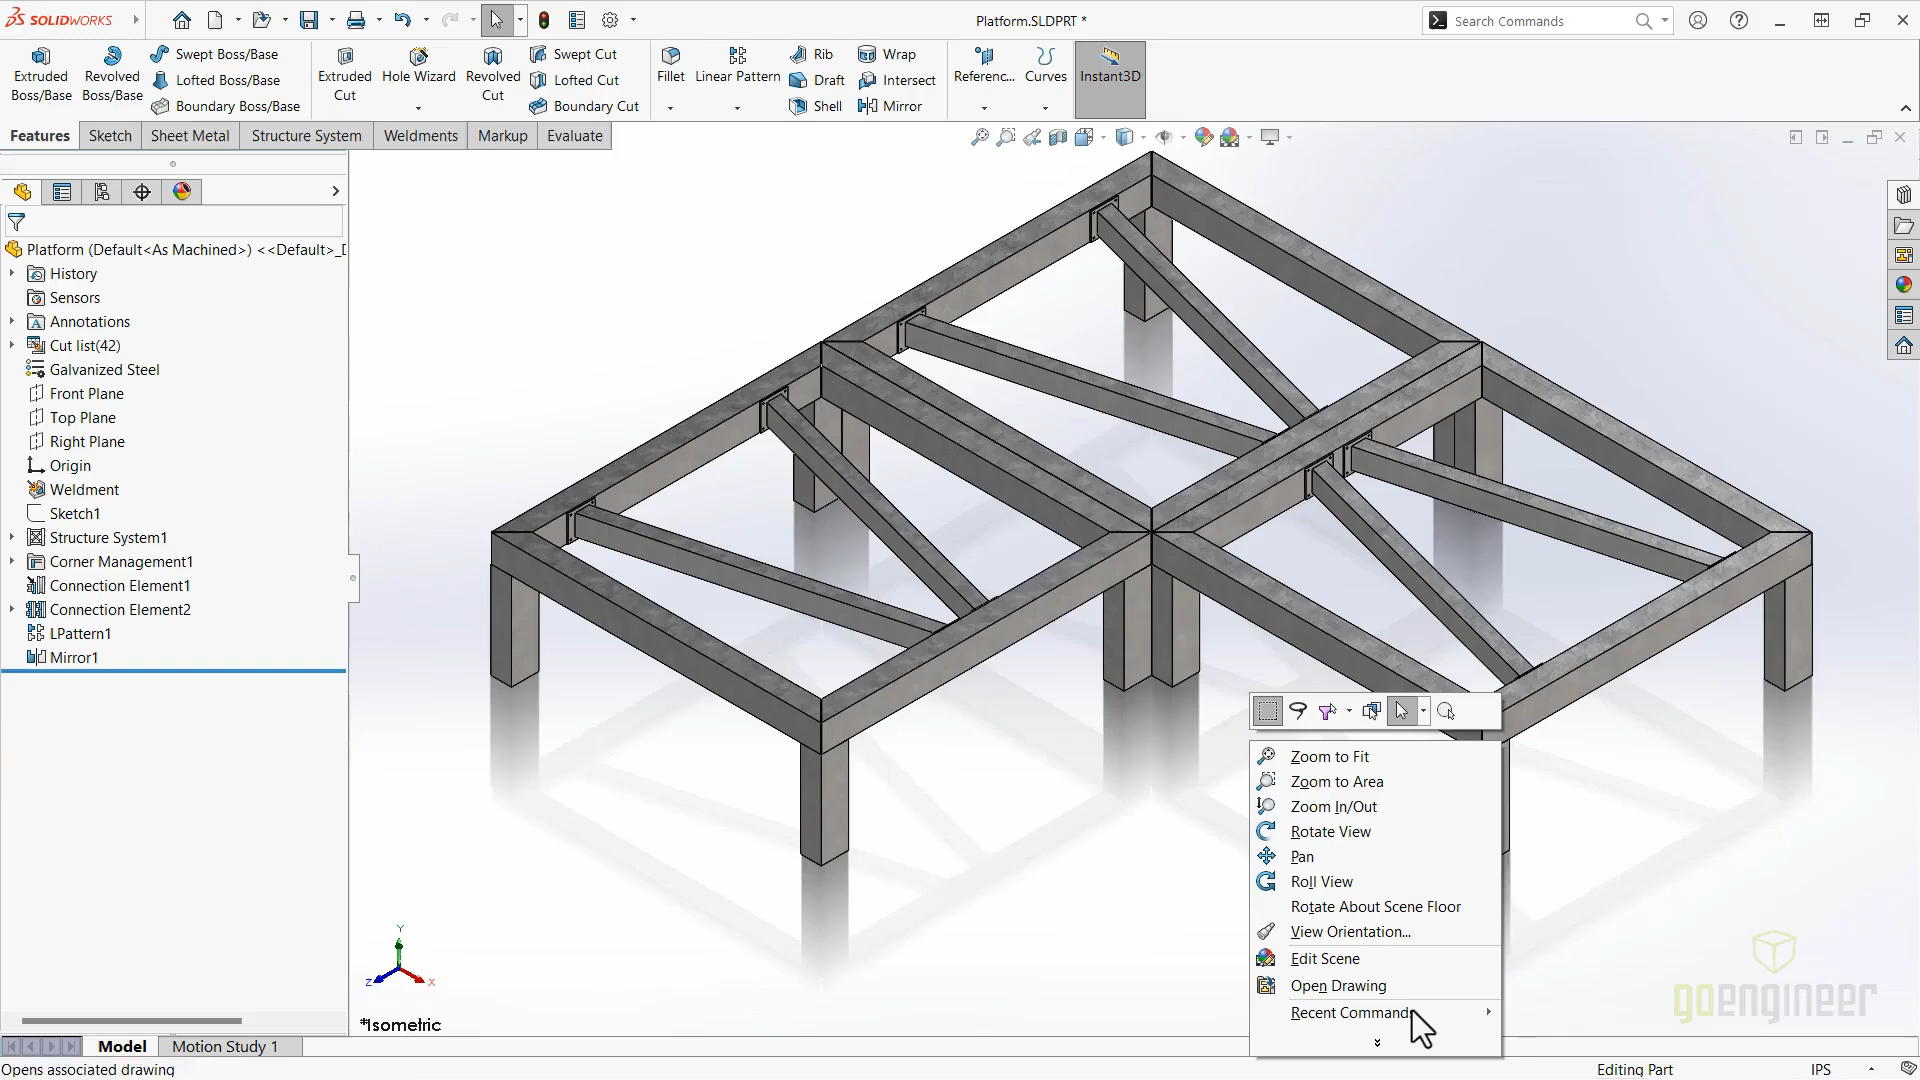 SOLIDWORKS
Platform.SLDPRT *
Search Commands
Extruded Boss/Base
Revolved Boss/Base
Swept Boss/Base
Lofted Boss/Base
Boundary Boss/Base
Extruded Cut
Hole Wizard
Revolved Cut
Swept Cut
Lofted Cut
Boundary Cut
Fillet
Linear Pattern
Rib
Draft
Shell
Wrap
Intersect
Mirror
Referenc...
Curves
Instant3D
Features
Sketch
Sheet Metal
Structure System
Weldments
Markup
Evaluate
Platform (Default<As Machined>) <<Default>_D
History
Sensors
Annotations
Cut list(42)
Galvanized Steel
Front Plane
Top Plane
Right Plane
Origin
Weldment
Sketch1
Structure System1
Corner Management1
Connection Element1
Connection Element2
LPattern1
Mirror1
Zoom to Fit
Zoom to Area
Zoom In/Out
Rotate View
Pan
Roll View
Rotate About Scene Floor
View Orientation...
Edit Scene
Open Drawing
Recent Command
Y
Z
X
*Isometric
goengineer
Model
Motion Study 1
Opens associated drawing
Editing Part
IPS